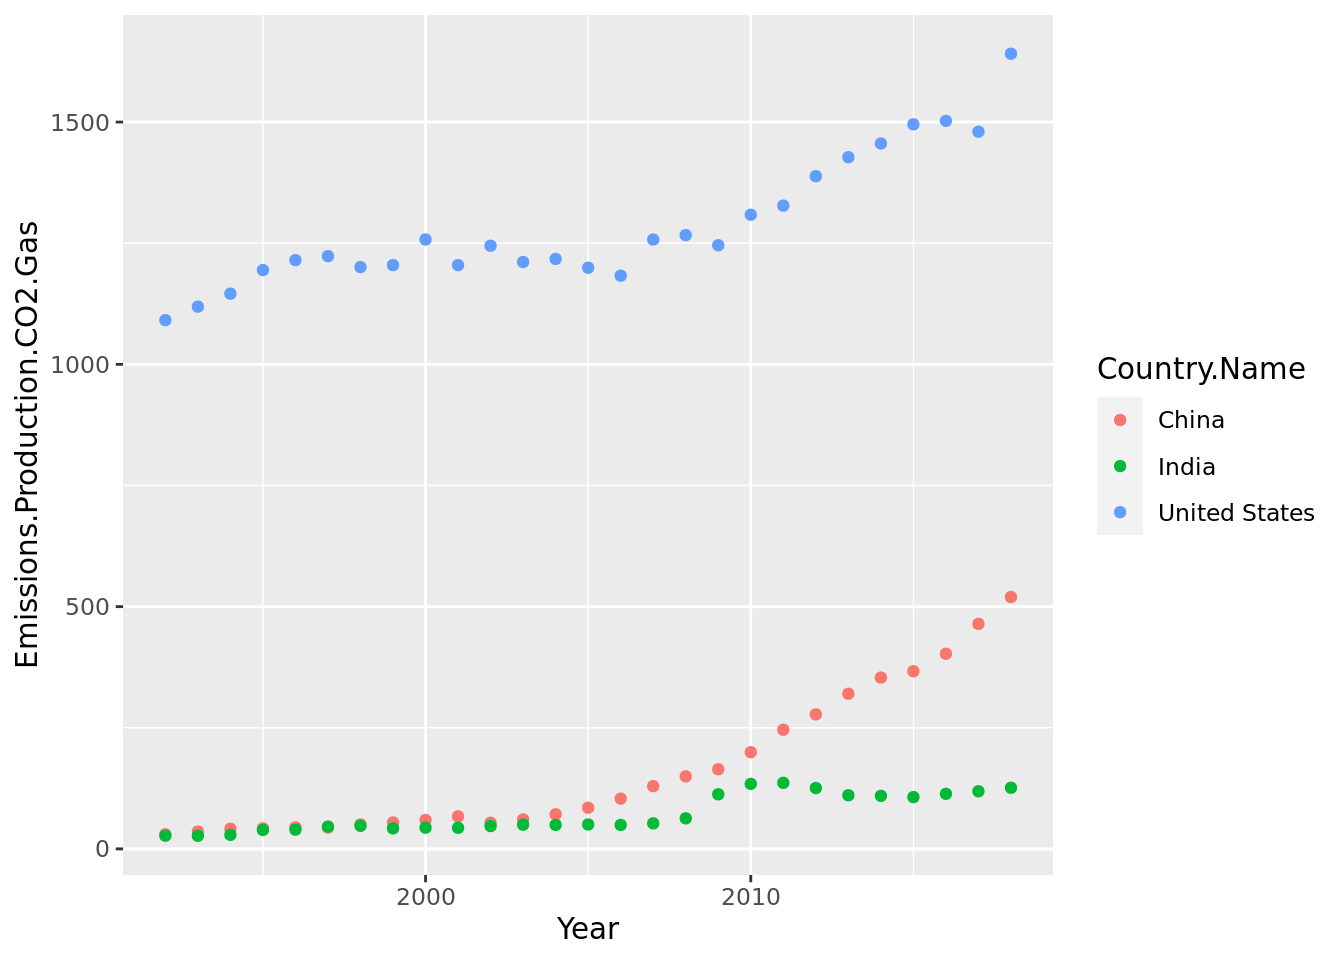 Emissions.Production.CO2.Gas
1500
1000
500
0
2000
2010
Year
Country.Name
China
India
United States